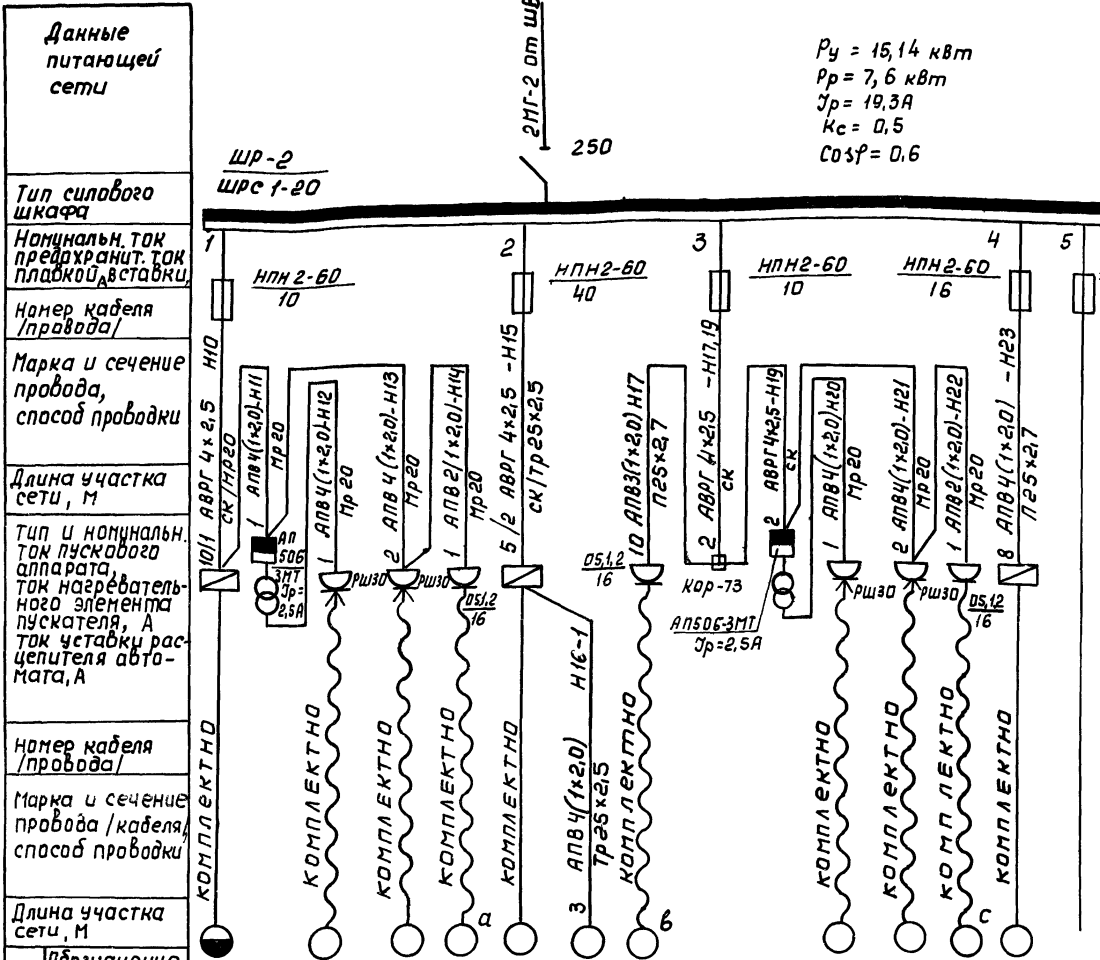 Данные
питающей
сети
Тип силового
шкафа
Номинальн. ток
предохранит. ток
плавкой вставки,
А
Номер кабеля
/провода/
Марка и сечение
провода,
способ проводки
Длина участка
сети, м
Тип и номинальн.
ток пускового
аппарата,
ток нагреватель-
ного элемента
пускателя, А
ток уставки рас-
цепителя авто-
мата, А
Номер кабеля
/провода/
Марка и сечение
провода /кабеля/,
способ проводки
Длина участка
сети, м
2МГ-2 от ШВ
250
Ру = 15,14 кВт
Рр = 7,6 кВт
Jр = 19,3А
Кс = 0,5
Cosφ = 0,6
ШР-2
ШРС 1-20
1
2
3
4
5
НПН2-60
10
НПН2-60
40
НПН2-60
10
НПН2-60
16
10/1 АВРГ 4×2,5 Н10
ск/Мр20
1 АПВ4(1×2,0)-Н11
Мр20
1 АПВ4(1×2,0)-Н12
Мр20
2 АПВ4(1×2,0)-Н13
Мр20
1 АПВ2/1×2,0/-Н14
Мр20
5/2 АВРГ 4×2,5 -Н15
ск/Тр25×2,5
10 АПВ3(1×2,0)Н17
П25×2,7
2 АВРГ 4×2,5 -Н17,19
ск
2 АВРГ4×2,5-Н19
ск
1 АПВ4(1×2,0)Н20
Мр20
2 АПВ4(1×2,0)-Н21
Мр20
1 АПВ2(1×2,0)-Н22
Мр20
8 АПВ4(1×2,0) -Н23
П25×2,7
АП
50Б
3МТ
Jр=
2,5А
РШ30
РШ30
05,1,2
16
05,1,2
16
КОР-73
АП50Б-3МТ
Jр=2,5А
РШ30
РШ30
05,1,2
16
комплектно
комплектно
комплектно
комплектно
комплектно
3 АПВ4(1×2,0) Н16-1
Тр25×2,5
комплектно
комплектно
комплектно
комплектно
комплектно
а
в
с